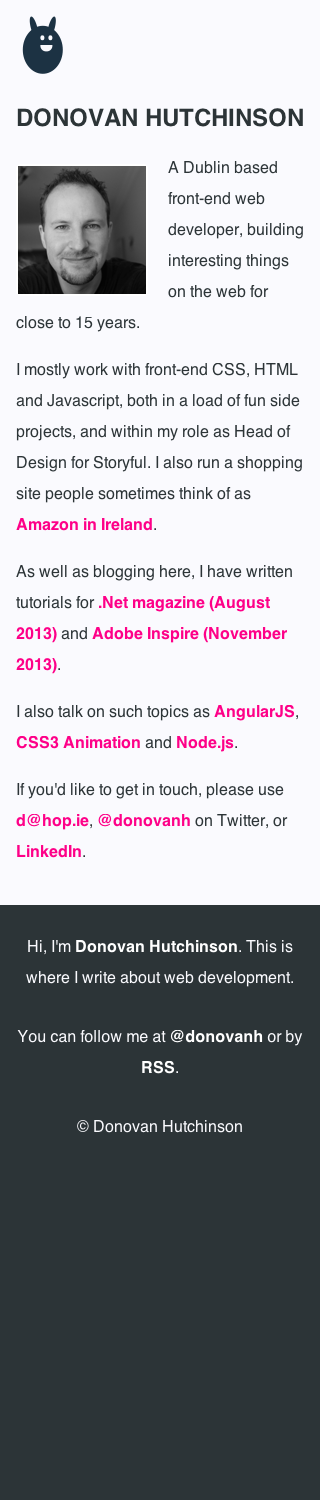 DONOVAN HUTCHINSON
A Dublin based
front-end web
developer, building
interesting things
on the web for
close to 15 years.
I mostly work with front-end CSS, HTML
and Javascript, both in a load of fun side
projects, and within my role as Head of
Design for Storyful. I also run a shopping
site people sometimes think of as
Amazon in Ireland.
As well as blogging here, I have written
tutorials for .Net magazine (August
2013) and Adobe Inspire (November
2013).
I also talk on such topics as AngularJS,
CSS3 Animation and Node.js.
If you'd like to get in touch, please use
d@hop.ie, @donovanh on Twitter, or
LinkedIn.
Hi, I'm Donovan Hutchinson. This is
where I write about web development.
You can follow me at @donovanh or by
RSS.
© Donovan Hutchinson